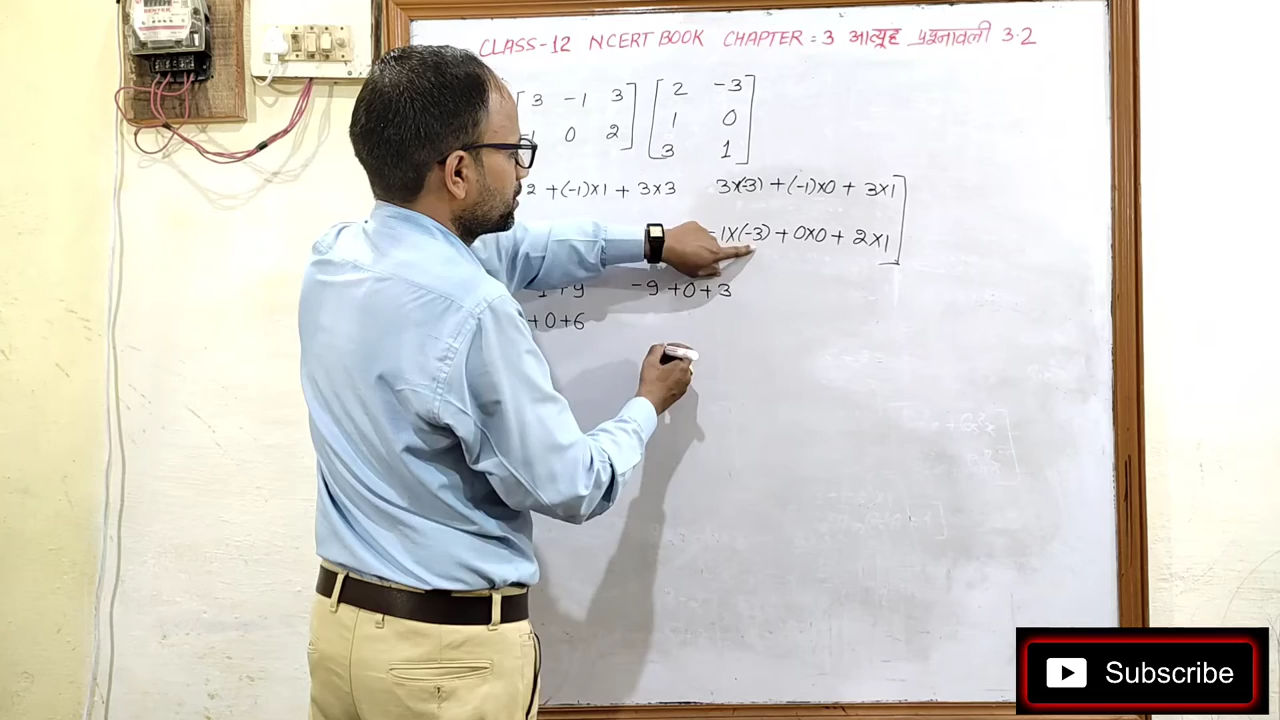 CLASS-12 NCERT BOOK CHAPTER = 3 आव्यूह प्रश्नावली 3.2
3 -1 3 2 -3
-1 0 2 1 0
3 1
2 +(-1)×1 + 3×3 3×(-3) +(-1)×0 + 3×1
-1×(-3) + 0×0 + 2×1
1 +9 -9 +0+3
+0+6
Subscribe